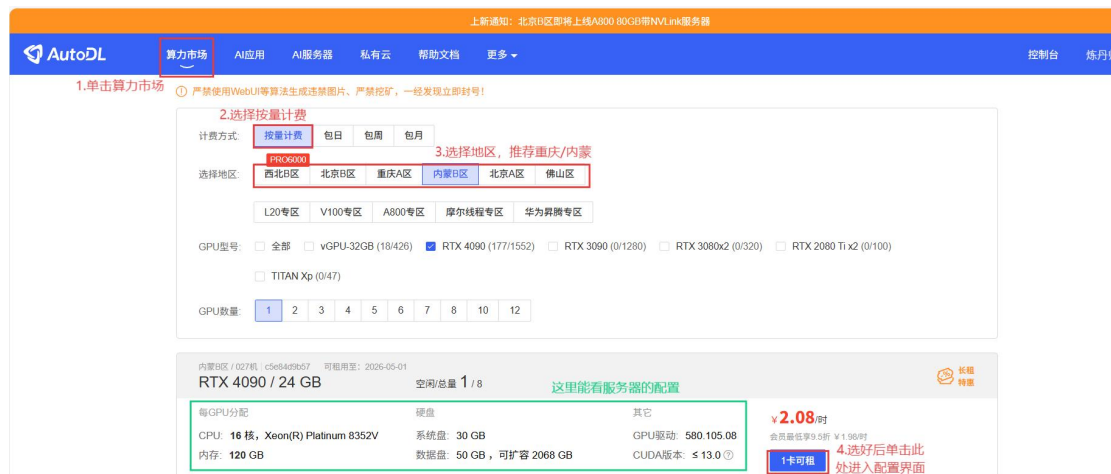 上新通知：北京B区即将上线A800 80GB带NVLink服务器
AutoDL 算力市场 AI应用 AI服务器 私有云 帮助文档 更多 控制台
1.单击算力市场
严禁使用WebUI等算法生成违禁图片、严禁挖矿，一经发现立即封号！
2.选择按量计费
计费方式: 按量计费 包日 包周 包月
3.选择地区，推荐重庆/内蒙
PRO6000
选择地区: 西北B区 北京B区 重庆A区 内蒙B区 北京A区 佛山区
L20专区 V100专区 A800专区 摩尔线程专区 华为昇腾专区
GPU型号: 全部 vGPU-32GB (18/426) RTX 4090 (177/1552) RTX 3090 (0/1280) RTX 3080x2 (0/320) RTX 2080 Ti x2 (0/100)
TITAN Xp (0/47)
GPU数量: 1 2 3 4 5 6 7 8 10 12
内蒙B区 / 027机 c5e84d9b57 可租用至：2026-05-01
RTX 4090 / 24 GB 空闲/总量 1 / 8 这里能看服务器的配置
长租
特惠
每GPU分配 硬盘 其它
¥2.08/时
CPU: 16 核，Xeon(R) Platinum 8352V 系统盘: 30 GB GPU驱动: 580.105.08
会员最低享9.5折 ¥1.98/时
内存: 120 GB 数据盘: 50 GB ，可扩容 2068 GB CUDA版本: ≤ 13.0
1卡可租
4.选好后单击此
处进入配置界面